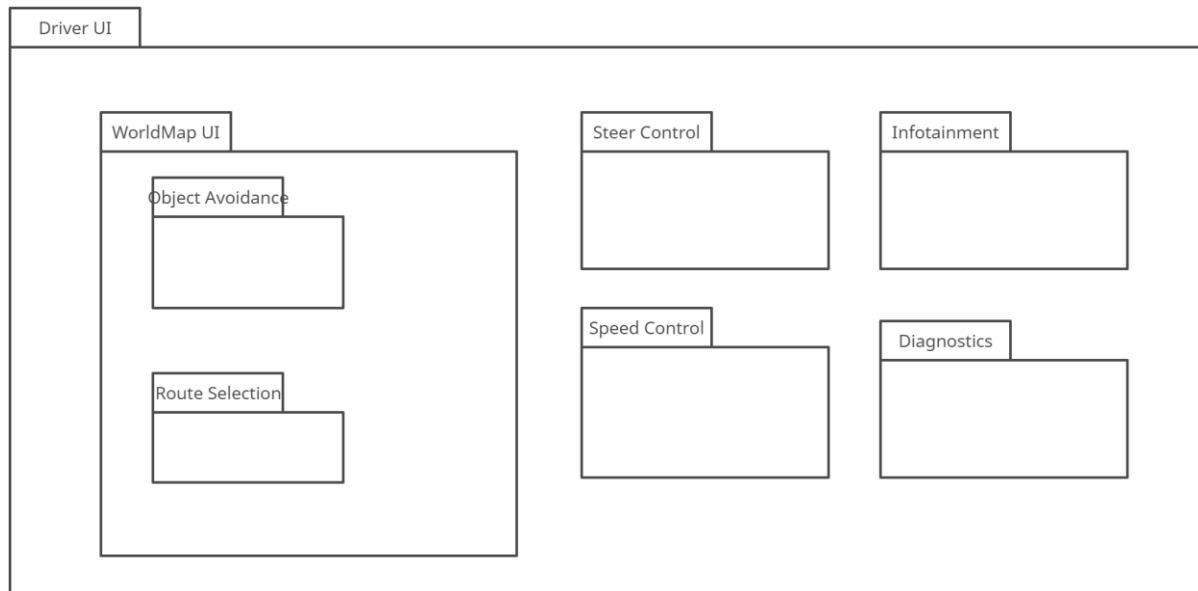 Driver UI
WorldMap UI
Object Avoidance
Route Selection
Steer Control
Speed Control
Infotainment
Diagnostics